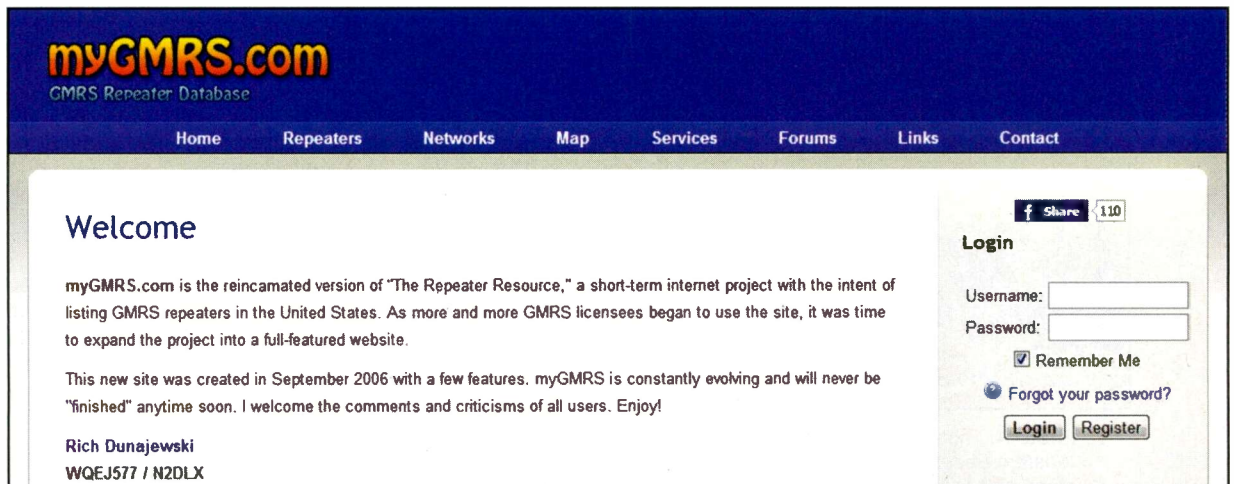 myGMRS.com
GMRS Repeater Database
Home Repeaters Networks Map Services Forums Links Contact
Welcome
myGMRS.com is the reincarnated version of "The Repeater Resource," a short-term internet project with the intent of
listing GMRS repeaters in the United States. As more and more GMRS licensees began to use the site, it was time
to expand the project into a full-featured website.
This new site was created in September 2006 with a few features. myGMRS is constantly evolving and will never be
"finished" anytime soon. I welcome the comments and criticisms of all users. Enjoy!
Rich Dunajewski
WQEJ577 / N2DLX
f Share 110
Login
Username:
Password:
Remember Me
Forgot your password?
Login Register